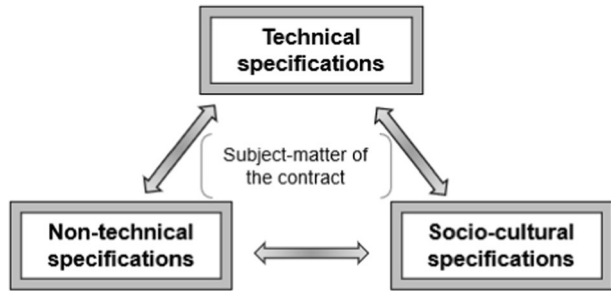 Technical
specifications
Subject-matter of
the contract
Non-technical
specifications
Socio-cultural
specifications